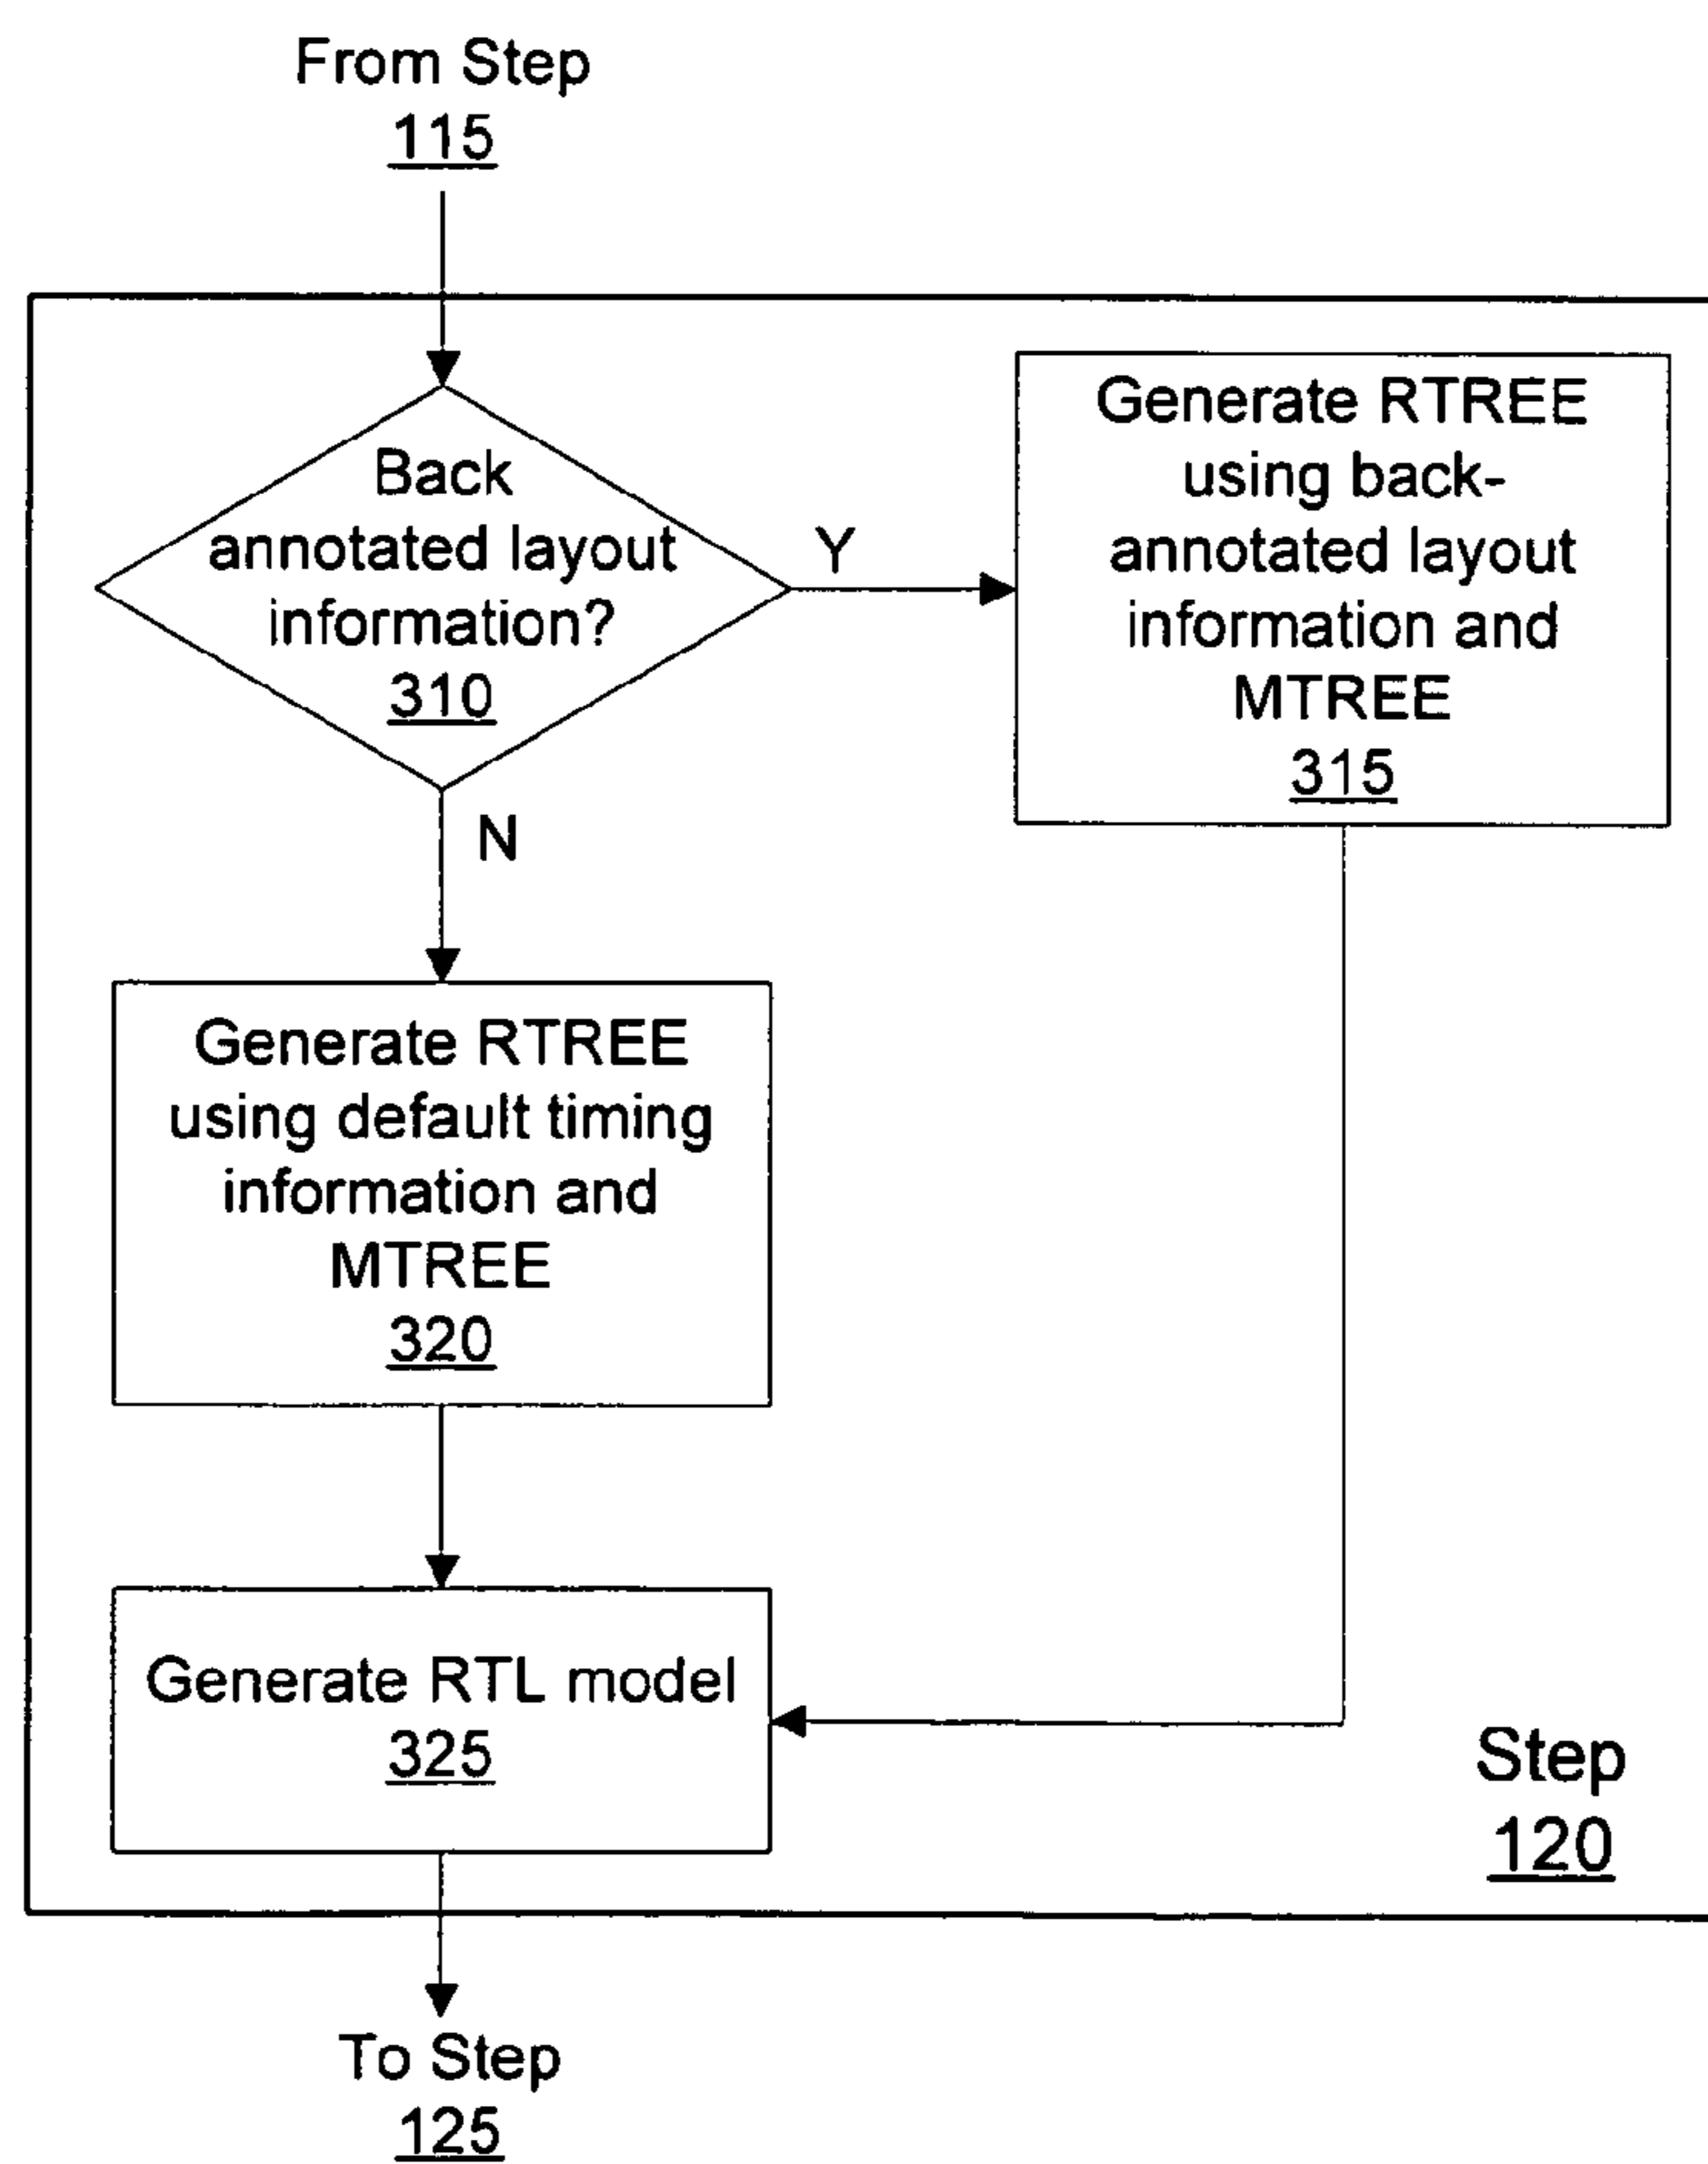 From Step
115
Back
annotated layout
information?
310
Y
N
Generate RTREE
using back-
annotated layout
information and
MTREE
315
Generate RTREE
using default timing
information and
MTREE
320
Generate RTL model
325
Step
120
To Step
125